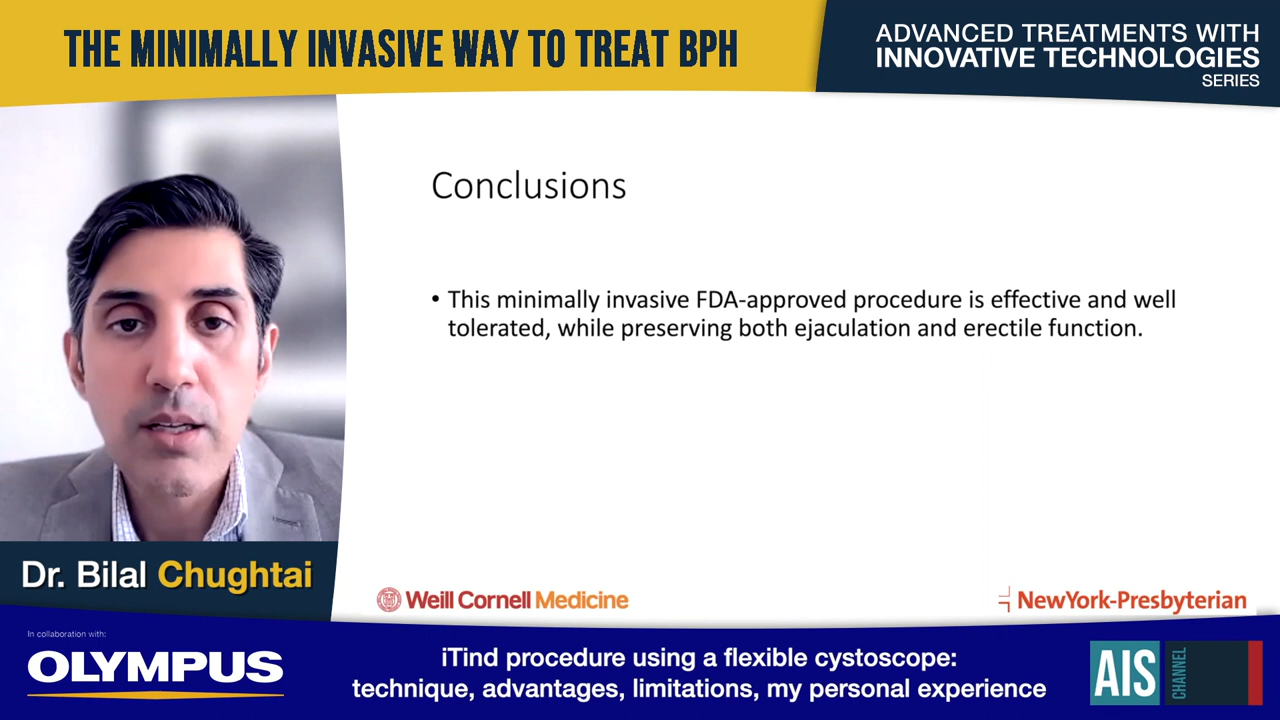 THE MINIMALLY INVASIVE WAY TO TREAT BPH
ADVANCED TREATMENTS WITH
INNOVATIVE TECHNOLOGIES
SERIES
Conclusions
• This minimally invasive FDA-approved procedure is effective and well
tolerated, while preserving both ejaculation and erectile function.
Dr. Bilal Chughtai
Weill Cornell Medicine
NewYork-Presbyterian
In collaboration with:
OLYMPUS
iTind procedure using a flexible cystoscope:
technique, advantages, limitations, my personal experience
AIS
CHANNEL